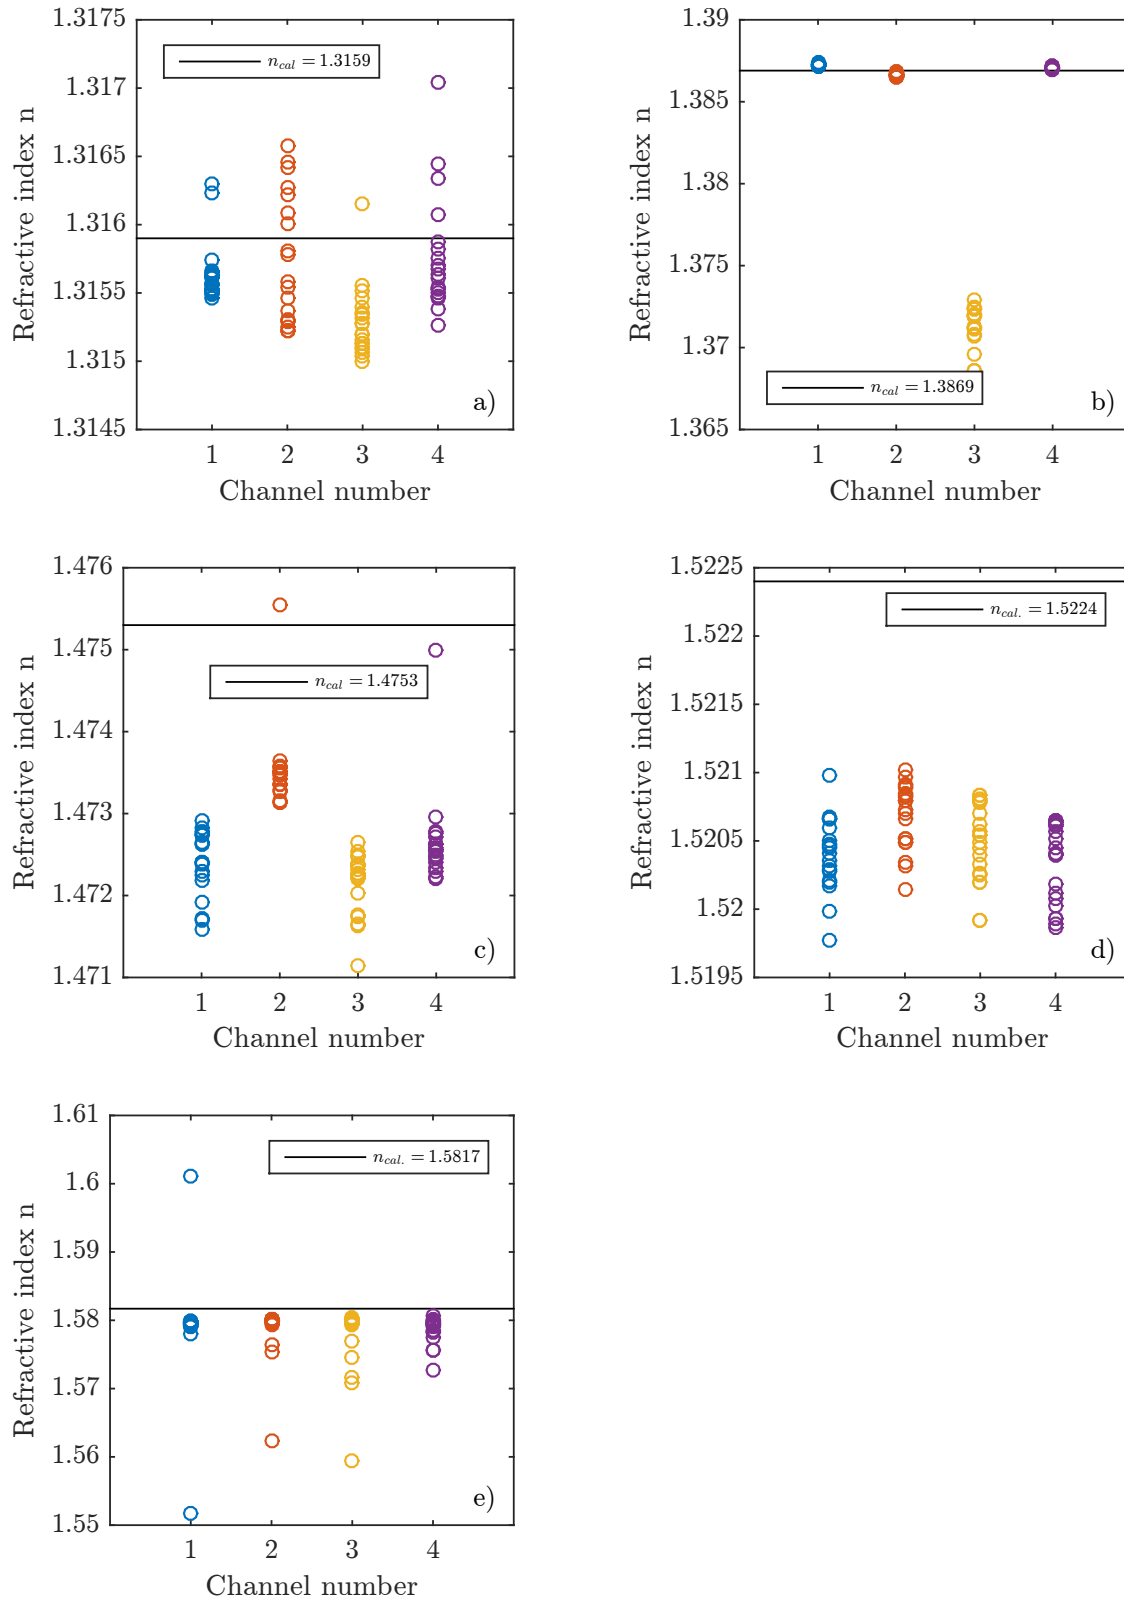 1.3175
1.317
1.3165
1.316
1.3155
1.315
1.3145
Refractive index n
n_cal = 1.3159
a)
1 2 3 4
Channel number
1.39
1.385
1.38
1.375
1.37
1.365
Refractive index n
n_cal = 1.3869
b)
1 2 3 4
Channel number
1.476
1.475
1.474
1.473
1.472
1.471
Refractive index n
n_cal = 1.4753
c)
1 2 3 4
Channel number
1.5225
1.522
1.5215
1.521
1.5205
1.52
1.5195
Refractive index n
n_cal. = 1.5224
d)
1 2 3 4
Channel number
1.61
1.6
1.59
1.58
1.57
1.56
1.55
Refractive index n
n_cal. = 1.5817
e)
1 2 3 4
Channel number